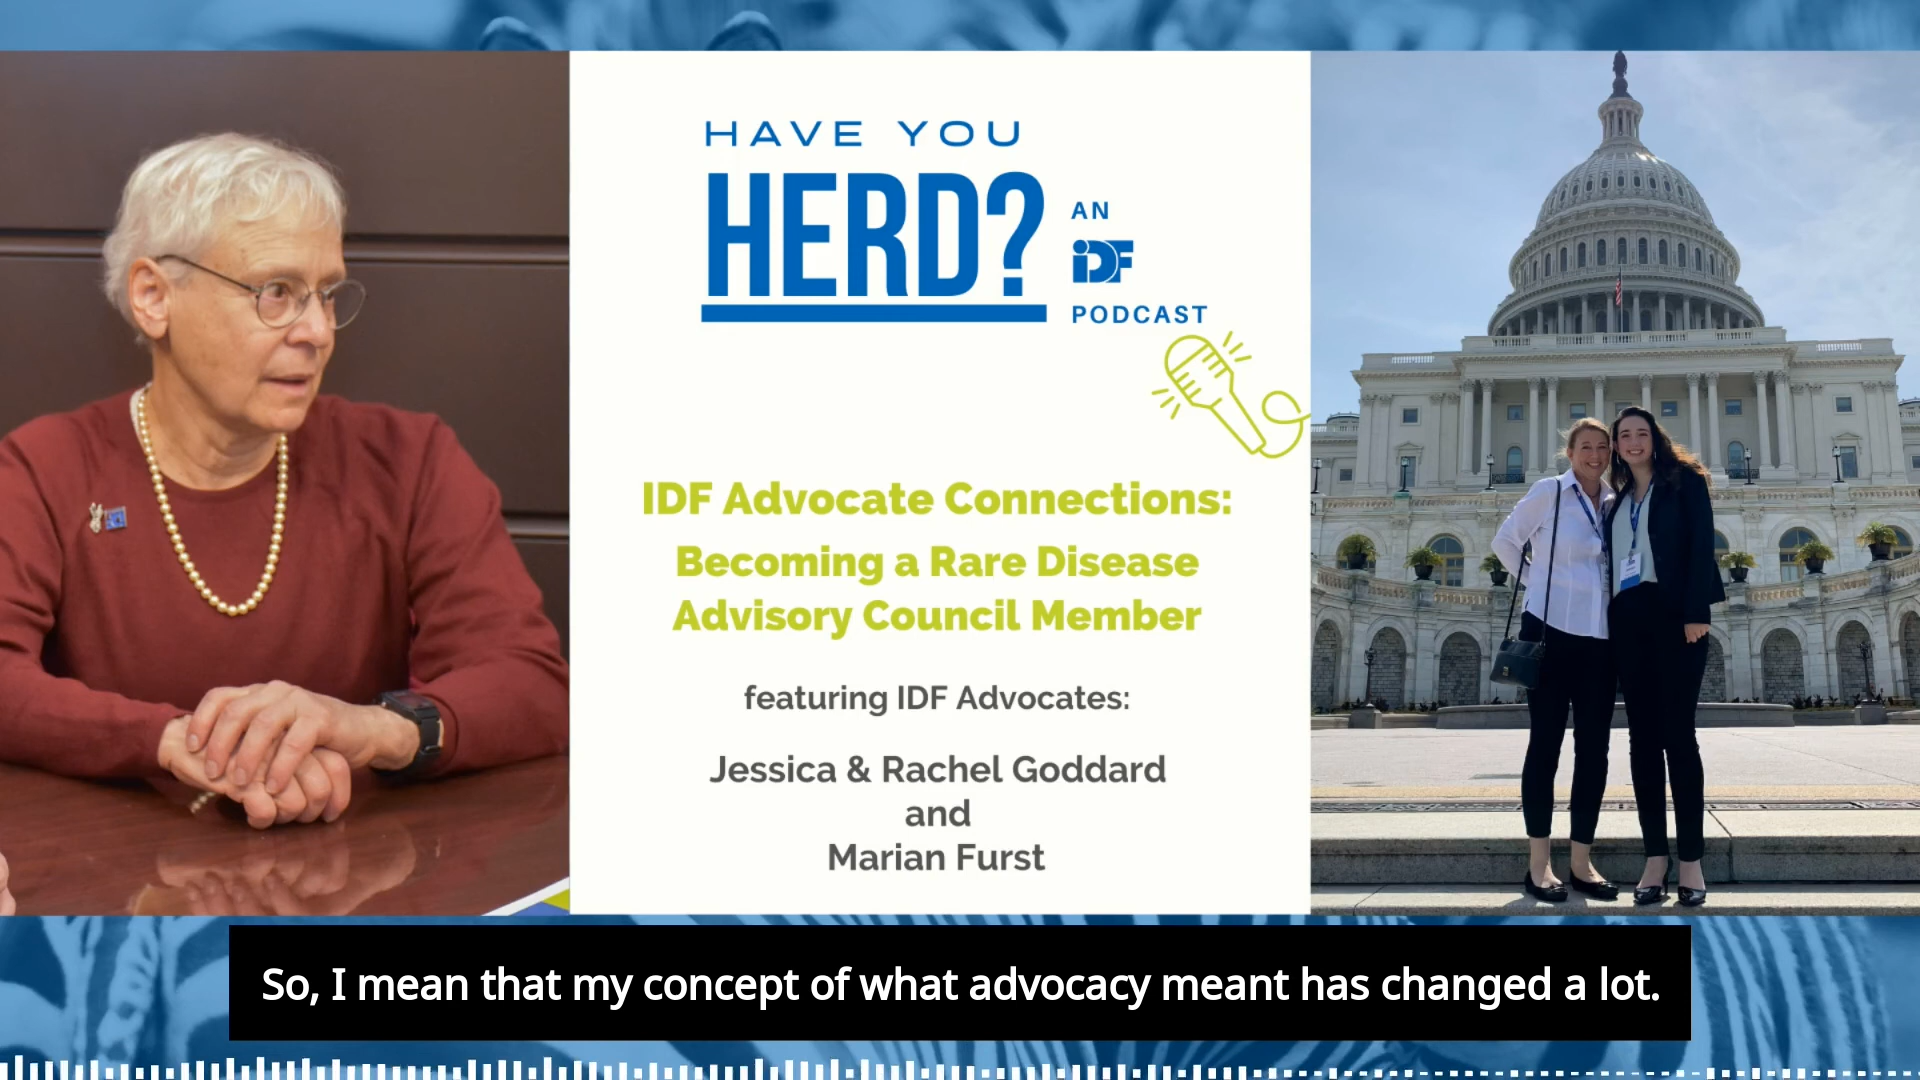 HAVE YOU
HERD?
AN
IDF
PODCAST
IDF Advocate Connections:
Becoming a Rare Disease
Advisory Council Member
featuring IDF Advocates:
Jessica & Rachel Goddard
and
Marian Furst
So, I mean that my concept of what advocacy meant has changed a lot.